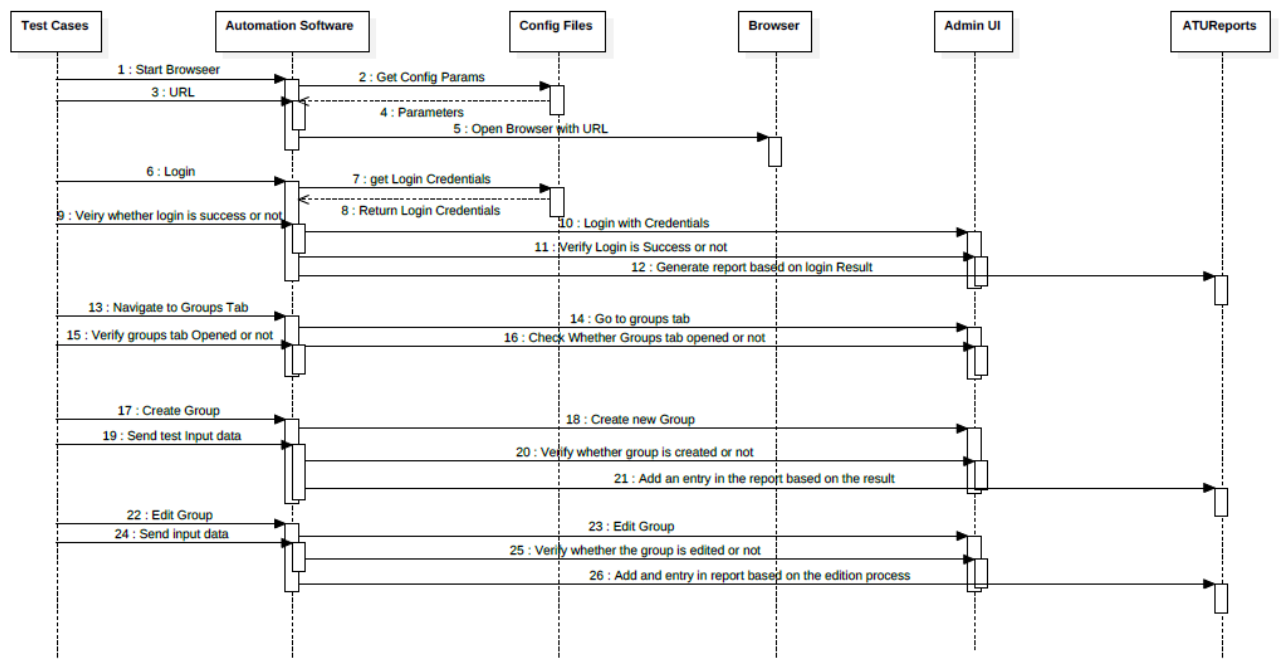 Test Cases
Automation Software
Config Files
Browser
Admin UI
ATUReports
1 : Start Browseer
2 : Get Config Params
3 : URL
4 : Parameters
5 : Open Browser with URL
6 : Login
7 : get Login Credentials
8 : Return Login Credentials
9 : Veiry whether login is success or not
10 : Login with Credentials
11 : Verify Login is Success or not
12 : Generate report based on login Result
13 : Navigate to Groups Tab
14 : Go to groups tab
15 : Verify groups tab Opened or not
16 : Check Whether Groups tab opened or not
17 : Create Group
18 : Create new Group
19 : Send test Input data
20 : Verify whether group is created or not
21 : Add an entry in the report based on the result
22 : Edit Group
23 : Edit Group
24 : Send input data
25 : Verify whether the group is edited or not
26 : Add and entry in report based on the edition process